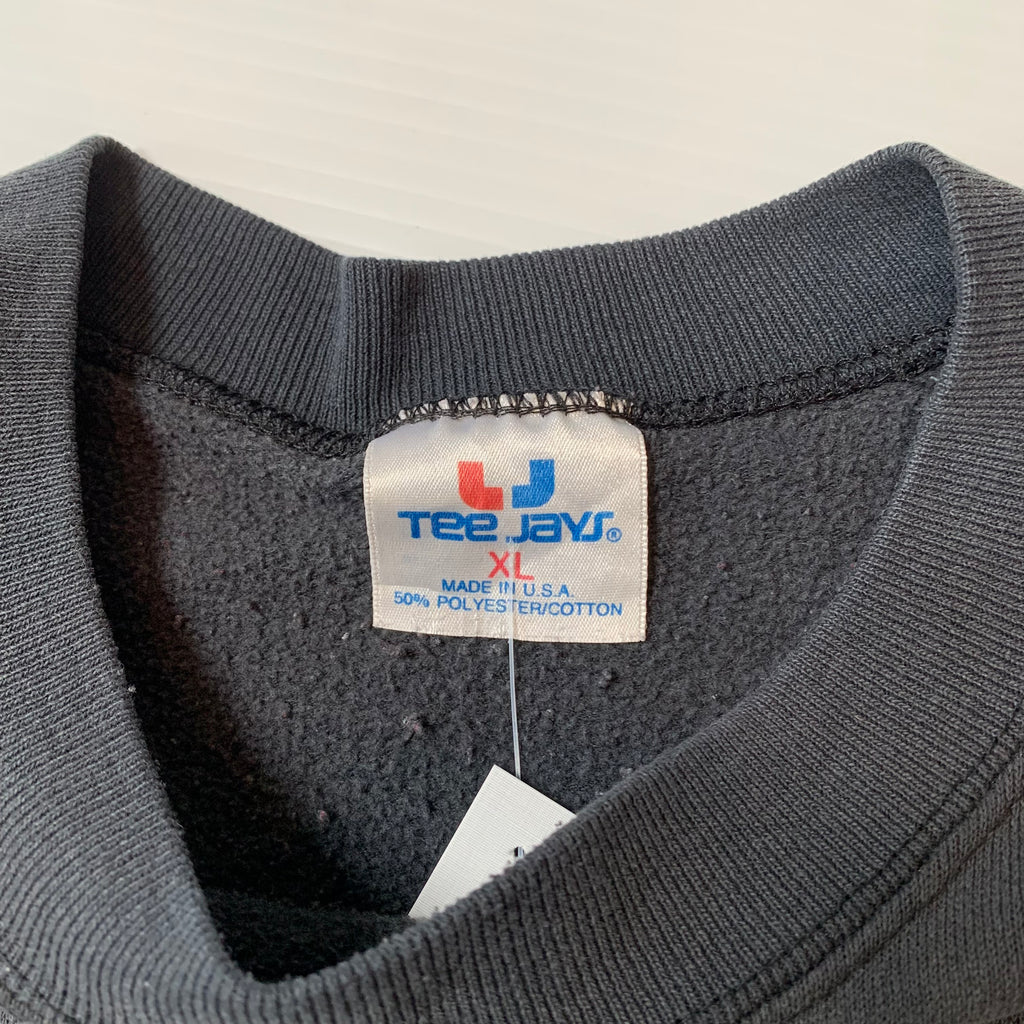 TEE JAYS®
XL
MADE IN U.S.A.
50% POLYESTER/COTTON